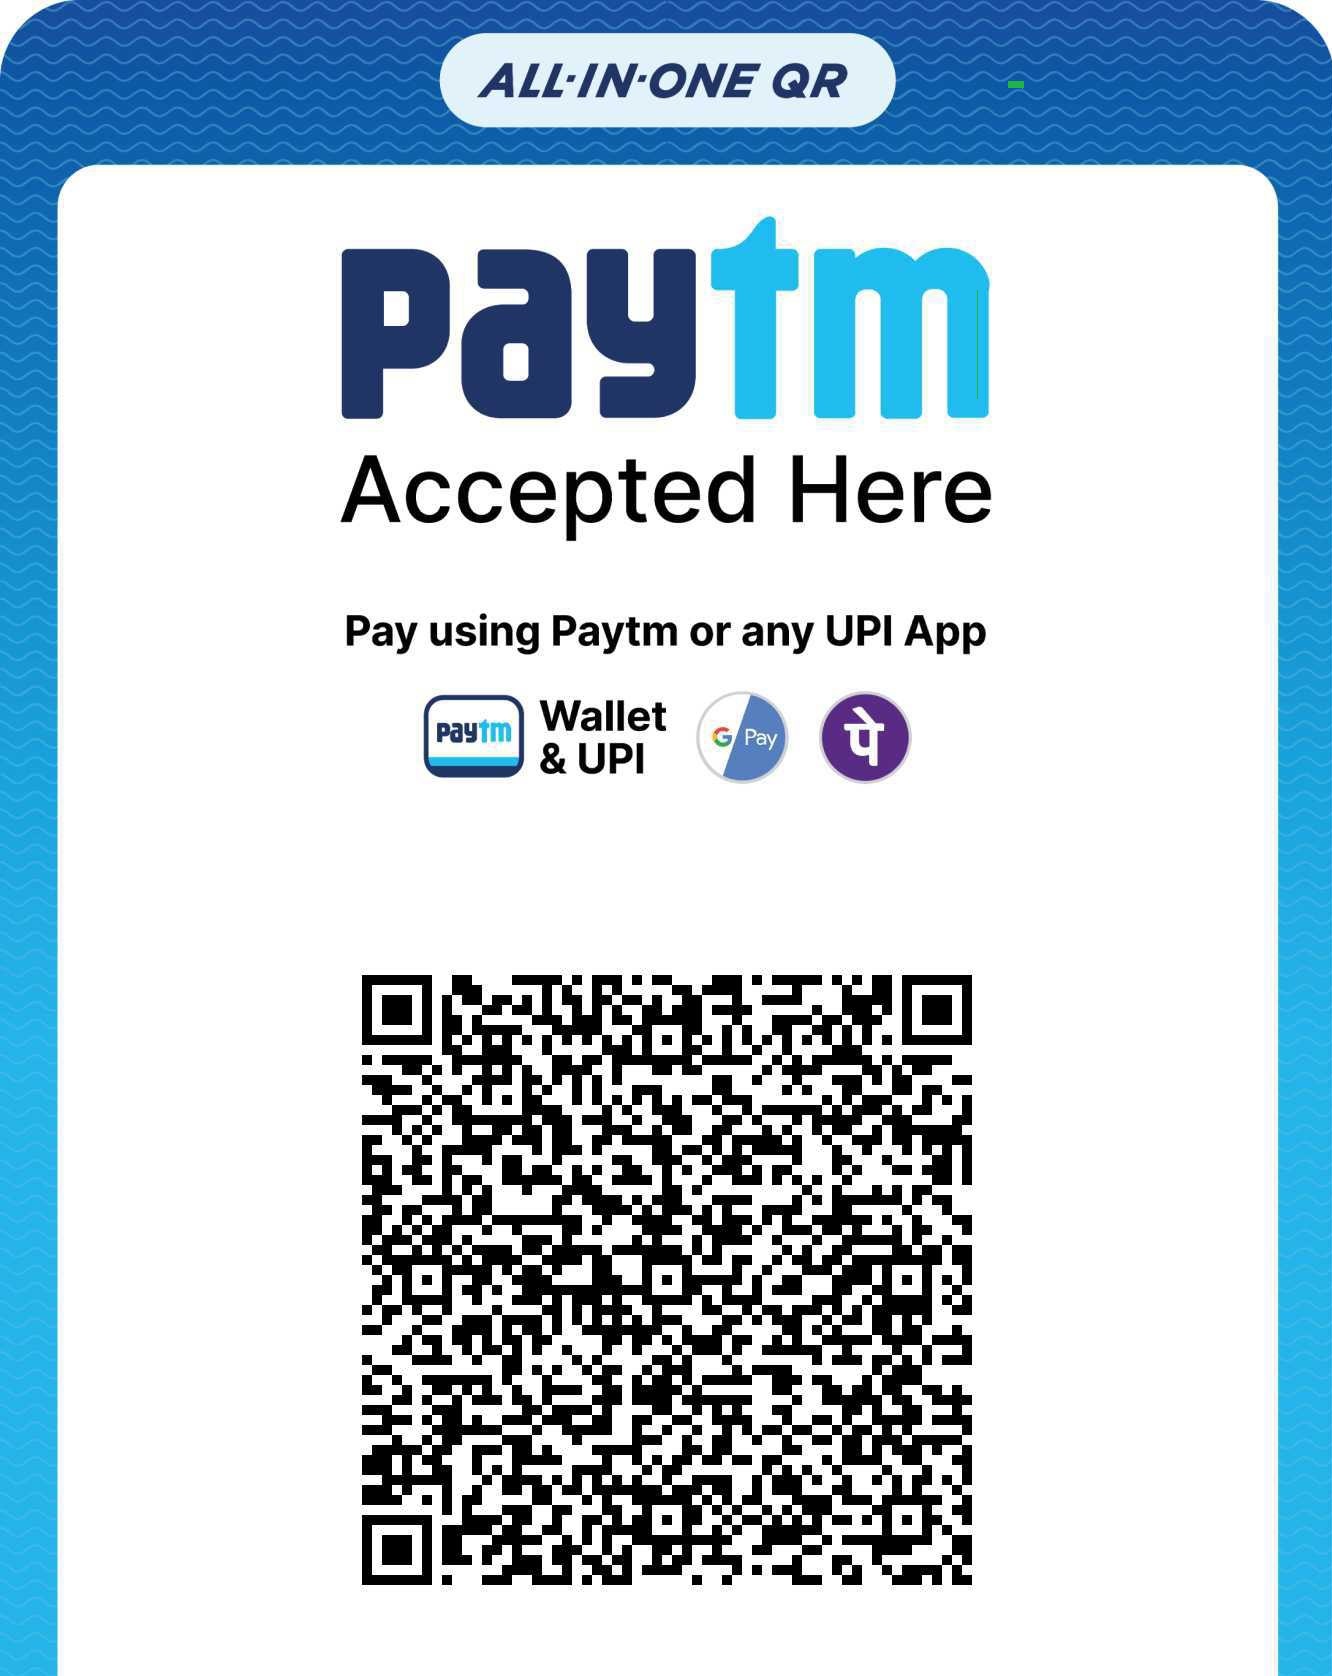 ALL·IN·ONE QR
paytm
Accepted Here
Pay using Paytm or any UPI App
paytm
Wallet
& UPI
G Pay
पे